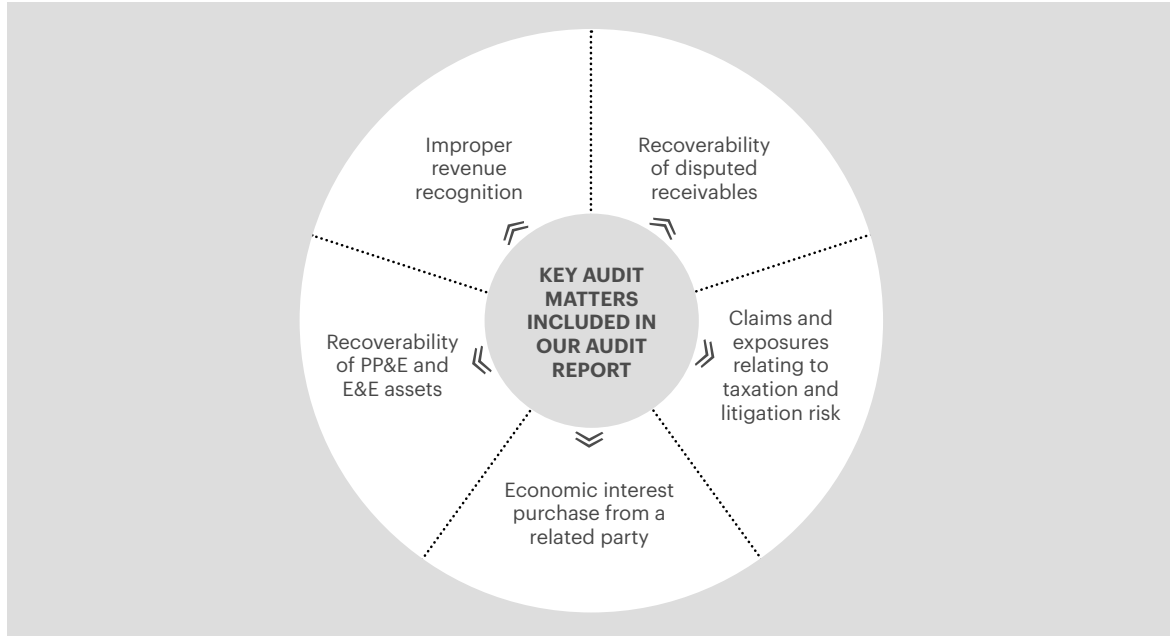 Improper
revenue
recognition
Recoverability
of disputed
receivables
KEY AUDIT
MATTERS
INCLUDED IN
OUR AUDIT
REPORT
Recoverability
of PP&E and
E&E assets
Claims and
exposures
relating to
taxation and
litigation risk
Economic interest
purchase from a
related party